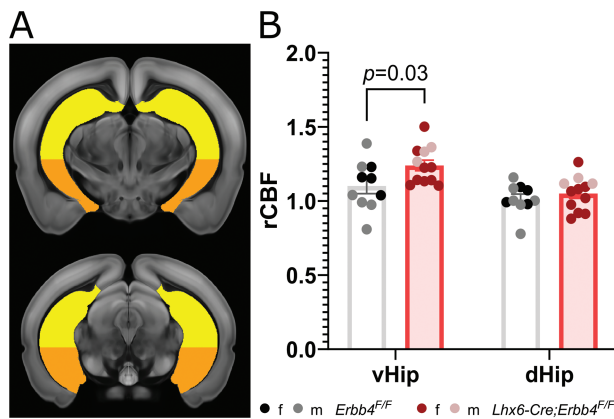 A
B
2.0
1.5
1.0
0.5
0.0
rCBF
p=0.03
vHip
dHip
f m Erbb4F/F f m Lhx6-Cre;Erbb4F/F